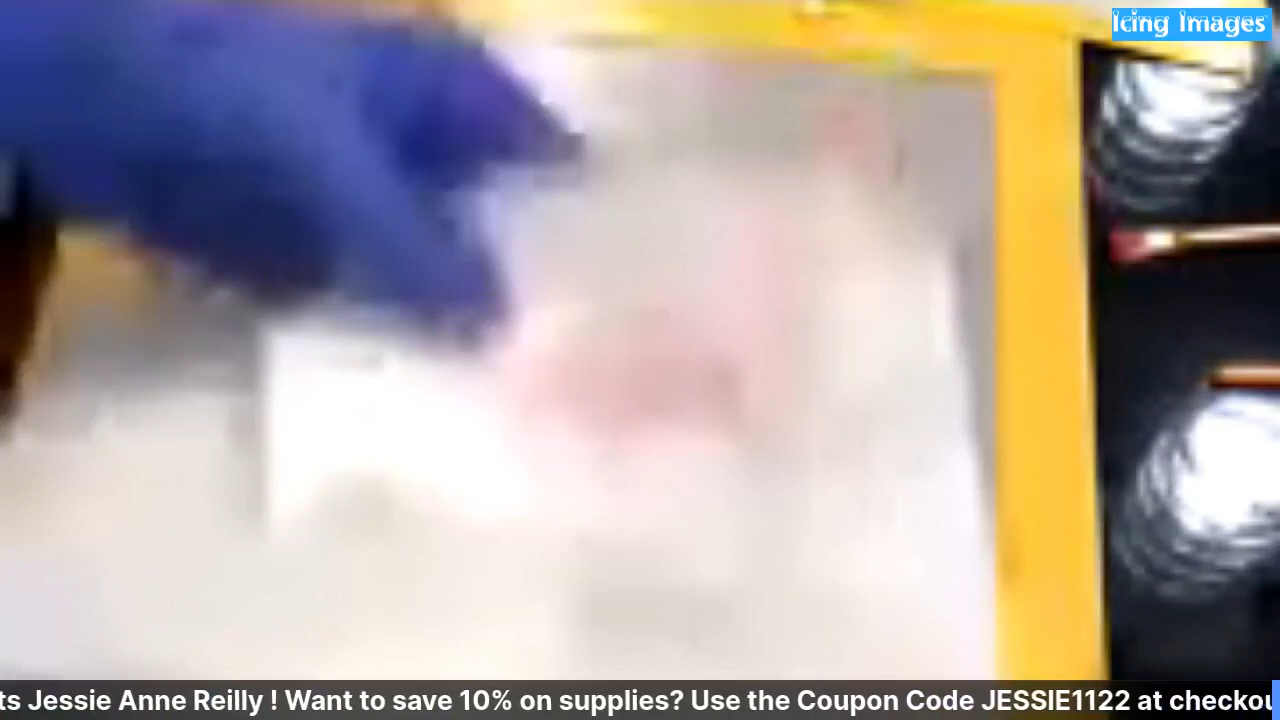 Icing Images
ts Jessie Anne Reilly ! Want to save 10% on supplies? Use the Coupon Code JESSIE1122 at checkou